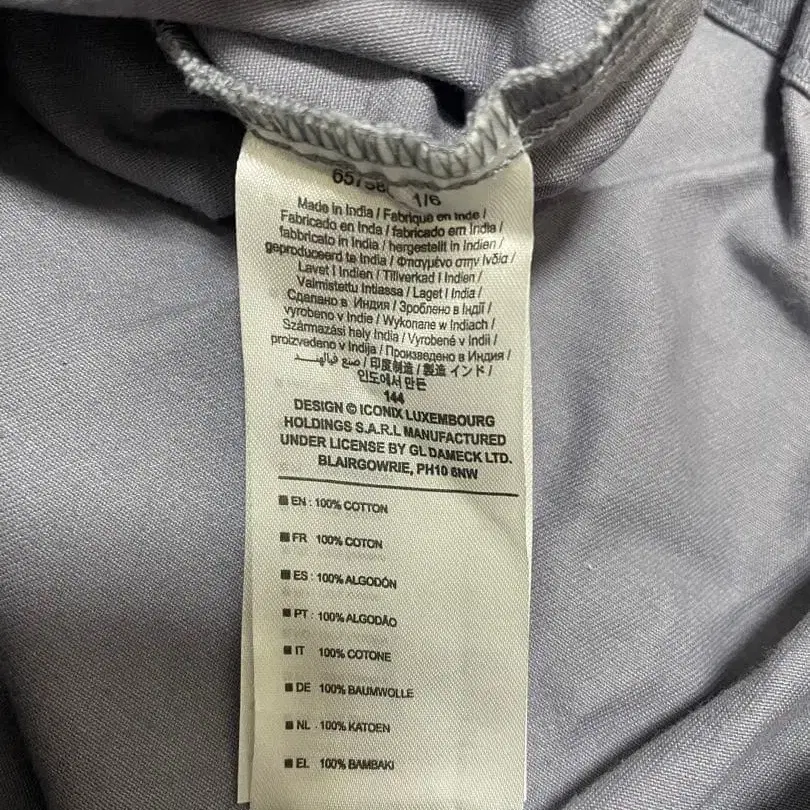 1/6
Made in India / Fabriqué en Inde /
Fabricado en Inda / fabricado em Índia /
fabbricato in India / hergestellt in Indien /
geproduceerd te India / Φτιαγμένο στην Ινδία /
Lavet I Indien / Tillverkad I Indien /
Valmistettu Intiassa / Laget I India /
Сделано в Индия / Зроблено в Індії /
vyrobeno v Indie / Wykonane w Indiach /
Származási hely India / Vyrobené v Indii /
proizvedeno v Indija / Произведено в Индия /
صنع في الهند / 印度制造 / 製造 インド /
인도에서 만든
144
DESIGN © ICONIX LUXEMBOURG
HOLDINGS S.A.R.L MANUFACTURED
UNDER LICENSE BY GL DAMECK LTD.
BLAIRGOWRIE, PH10 6NW
EN : 100% COTTON
FR 100% COTON
ES : 100% ALGODÓN
PT : 100% ALGODÃO
IT 100% COTONE
DE 100% BAUMWOLLE
NL 100% KATOEN
EL 100% BAMBAKI